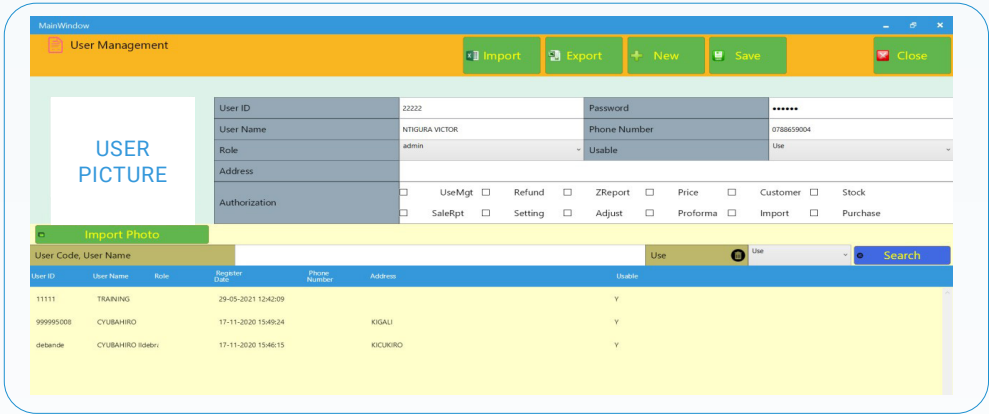 MainWindow
User Management
Import Export New Save Close
User ID 22222 Password ••••••
User Name NTIGURA VICTOR Phone Number 0788659004
Role admin Usable Use
Address
USER
PICTURE
Authorization
UseMgt Refund ZReport Price Customer Stock
SaleRpt Setting Adjust Proforma Import Purchase
Import Photo
User Code, User Name Use Use Search
User ID User Name Role Register Date Phone Number Address Usable
11111 TRAINING 29-05-2021 12:42:09 Y
999995008 CYUBAHIRO 17-11-2020 15:49:24 KIGALI Y
debande CYUBAHIRO 17-11-2020 15:46:15 KICUKIRO Y